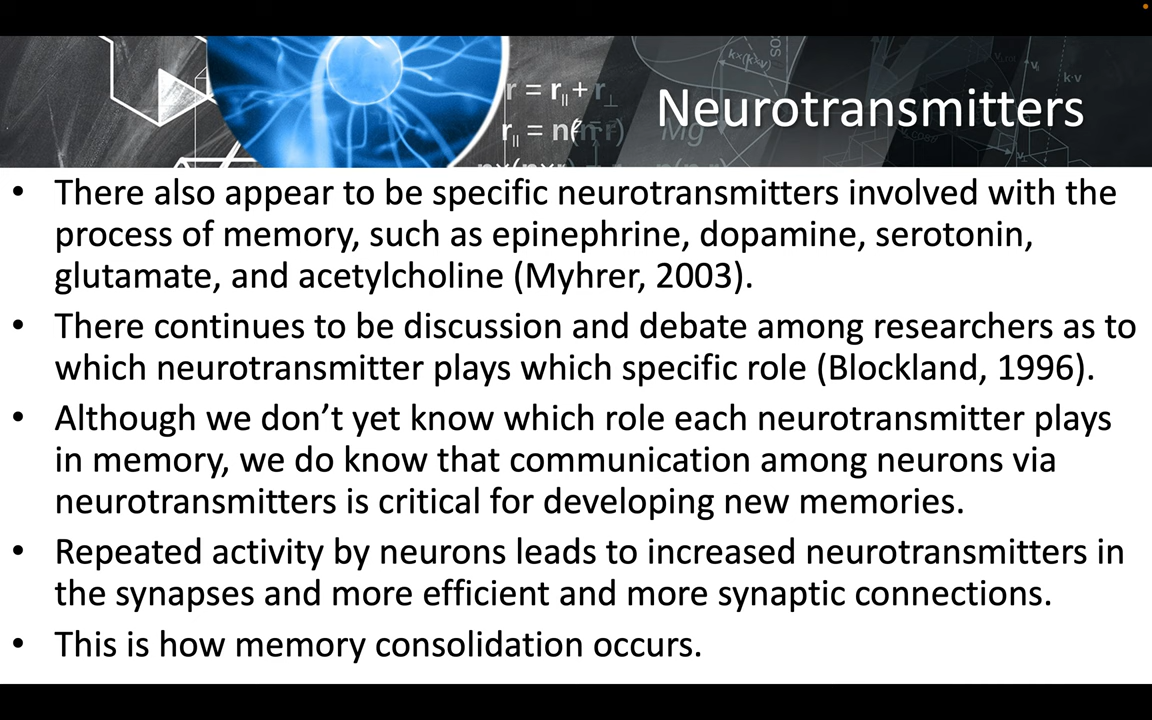 Neurotransmitters
r = r|| + r⊥
r|| = n(
Mg
k×(k×v)
cos
k·v
• There also appear to be specific neurotransmitters involved with the
process of memory, such as epinephrine, dopamine, serotonin,
glutamate, and acetylcholine (Myhrer, 2003).
• There continues to be discussion and debate among researchers as to
which neurotransmitter plays which specific role (Blockland, 1996).
• Although we don’t yet know which role each neurotransmitter plays
in memory, we do know that communication among neurons via
neurotransmitters is critical for developing new memories.
• Repeated activity by neurons leads to increased neurotransmitters in
the synapses and more efficient and more synaptic connections.
• This is how memory consolidation occurs.